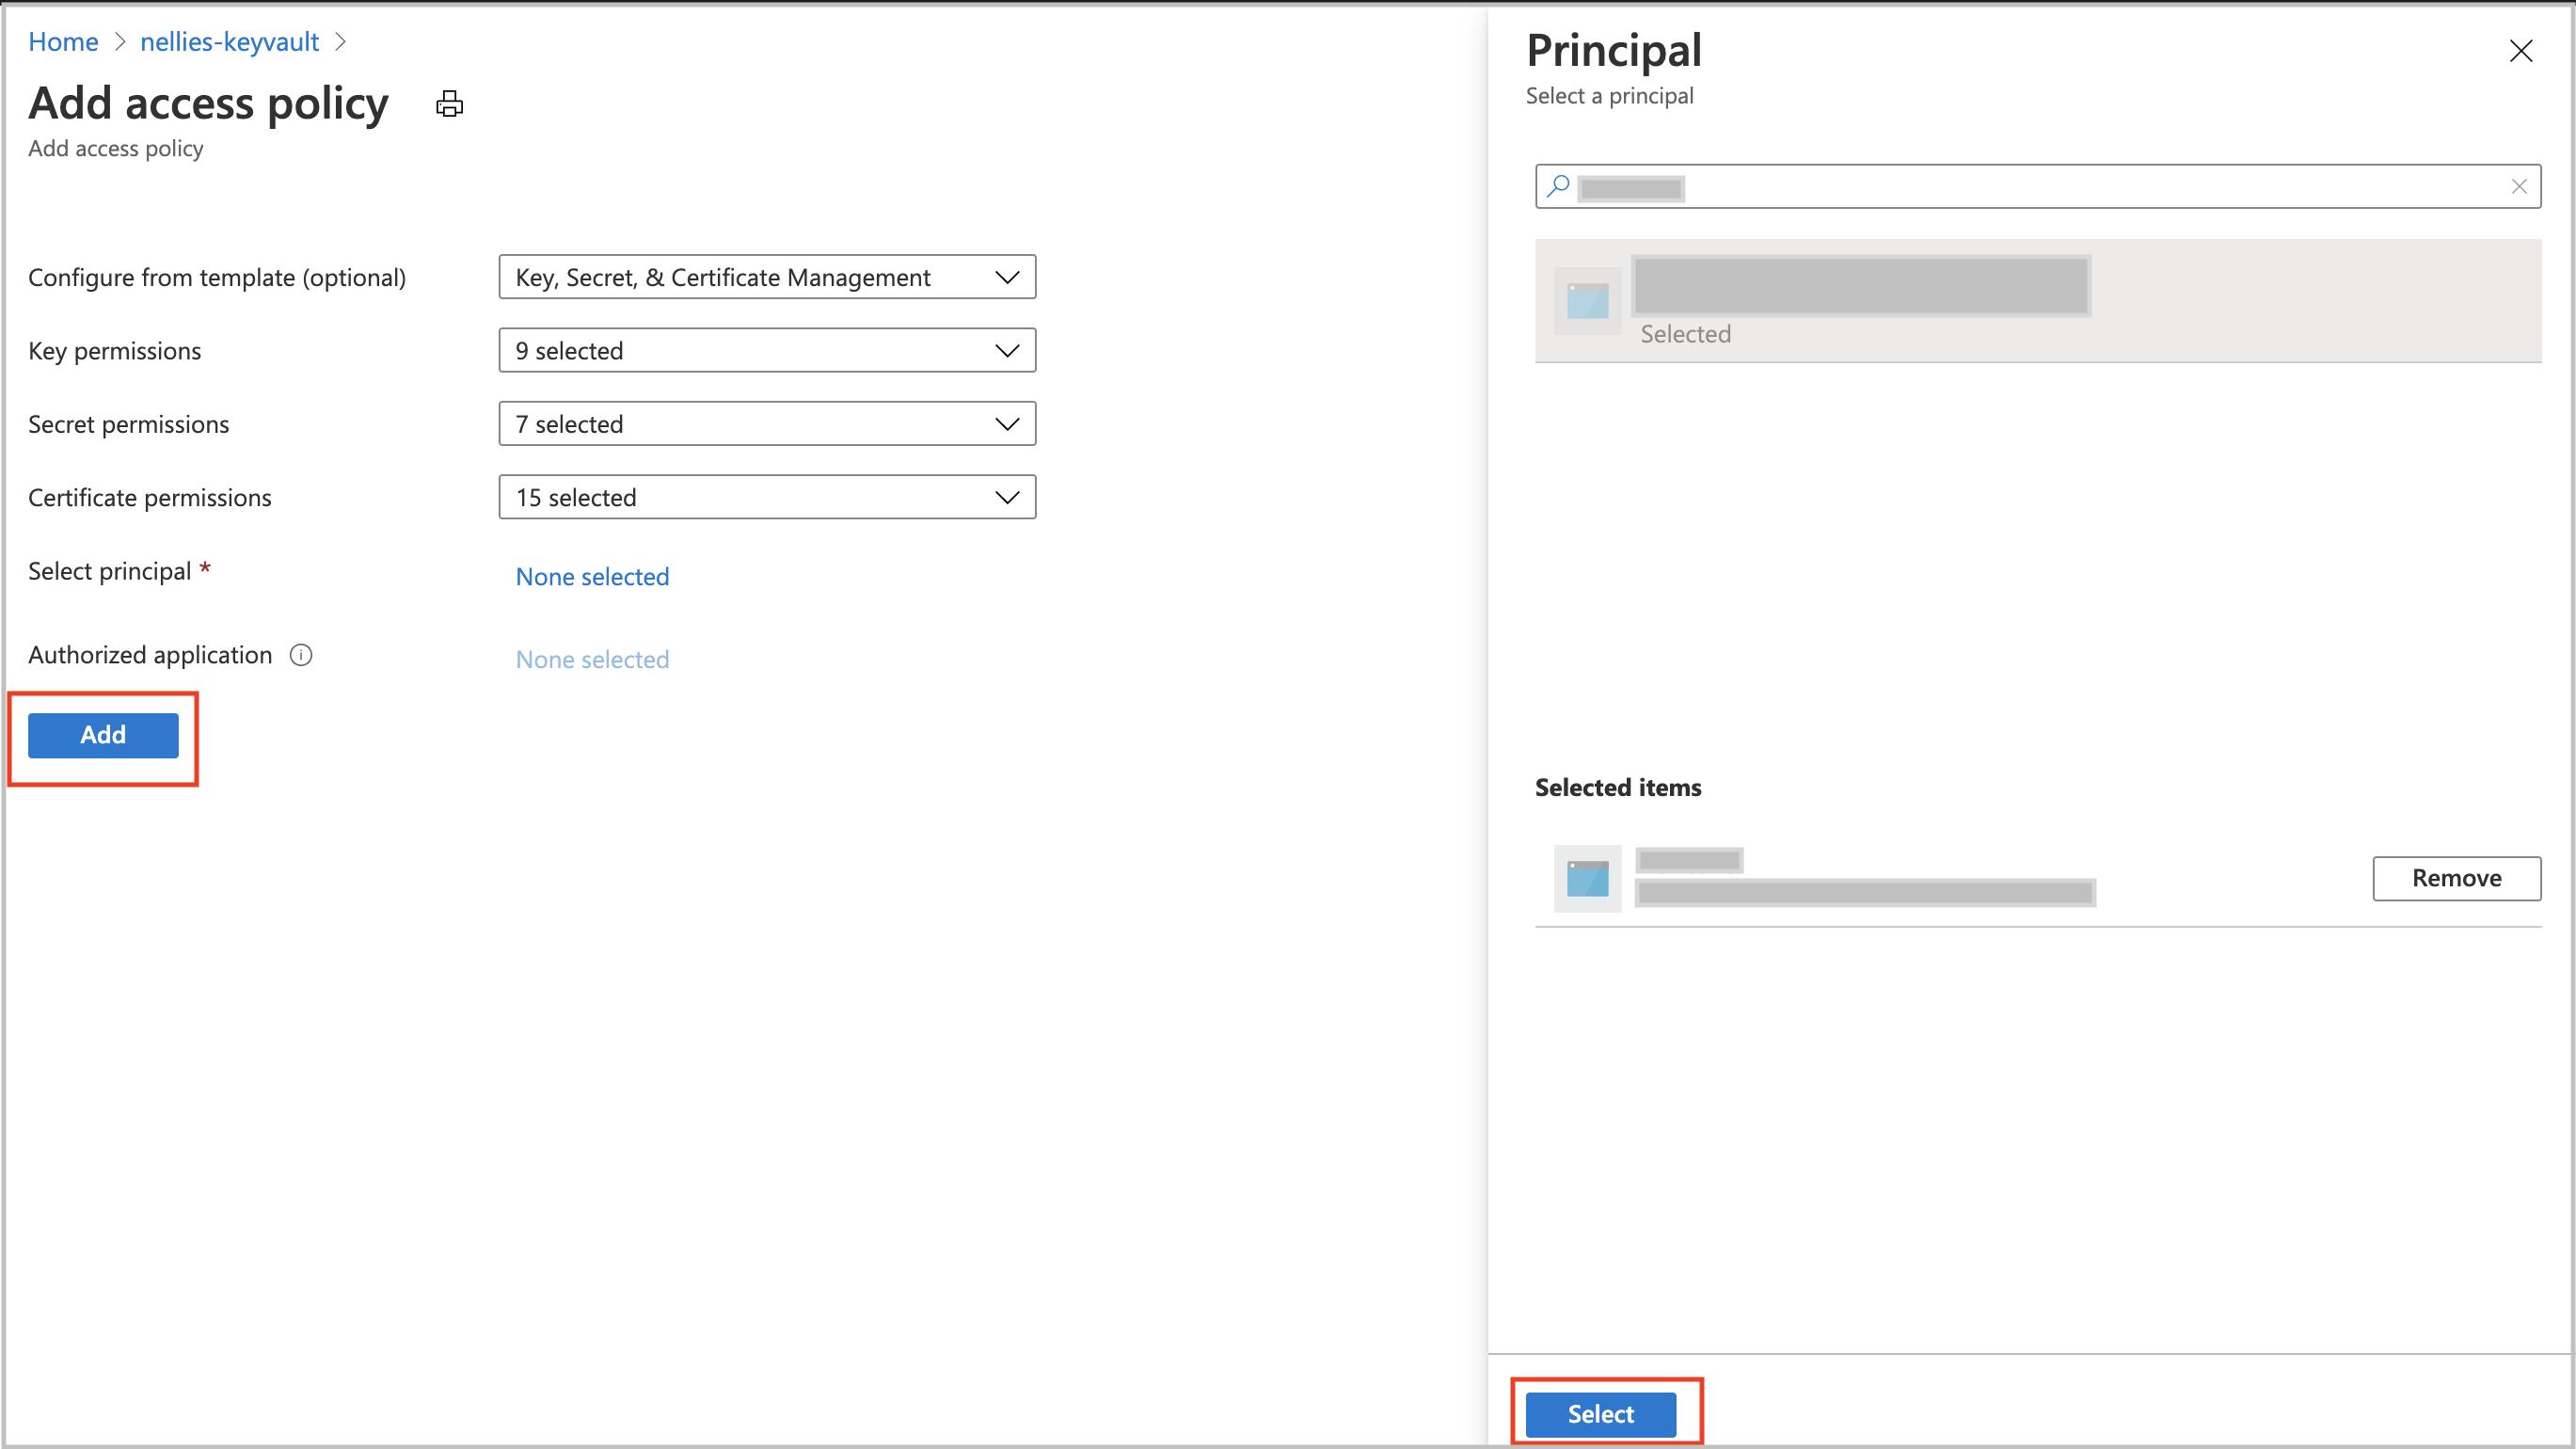 Home > nellies-keyvault >
Add access policy
Add access policy
Configure from template (optional)
Key, Secret, & Certificate Management
Key permissions
9 selected
Secret permissions
7 selected
Certificate permissions
15 selected
Select principal *
None selected
Authorized application
None selected
Add
Principal
Select a principal
Selected
Selected items
Remove
Select